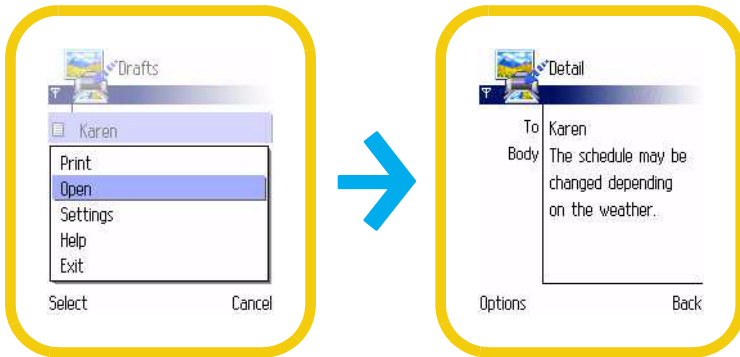 Drafts
Karen
Print
Open
Settings
Help
Exit
Select Cancel
Detail
To Karen
Body The schedule may be
changed depending
on the weather.
Options Back